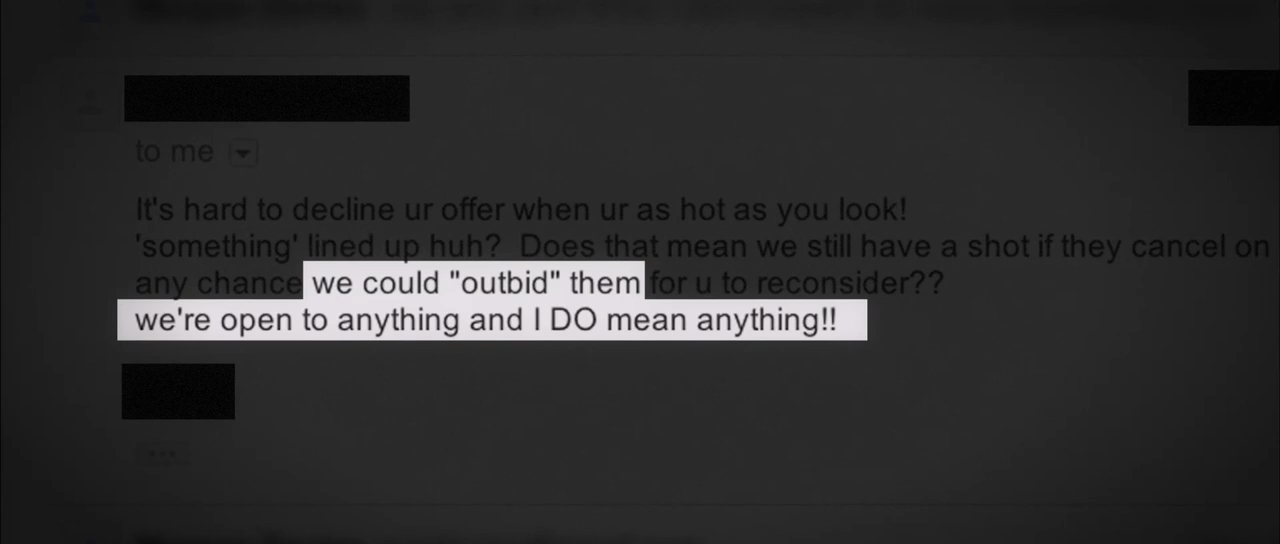 to me
It's hard to decline ur offer when ur as hot as you look!
'something' lined up huh?  Does that mean we still have a shot if they cancel on
any chance we could "outbid" them for u to reconsider??
we're open to anything and I DO mean anything!!